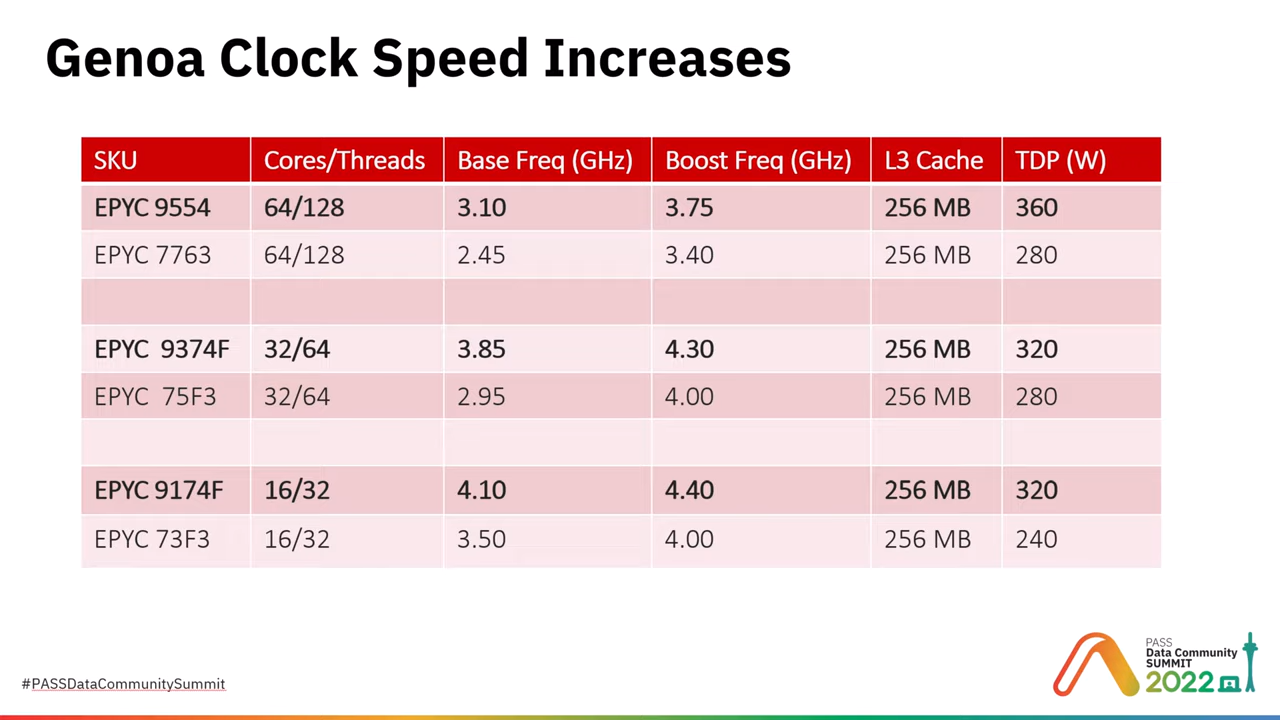 Genoa Clock Speed Increases
SKU Cores/Threads Base Freq (GHz) Boost Freq (GHz) L3 Cache TDP (W)
EPYC 9554 64/128 3.10 3.75 256 MB 360
EPYC 7763 64/128 2.45 3.40 256 MB 280
EPYC  9374F 32/64 3.85 4.30 256 MB 320
EPYC  75F3 32/64 2.95 4.00 256 MB 280
EPYC 9174F 16/32 4.10 4.40 256 MB 320
EPYC 73F3 16/32 3.50 4.00 256 MB 240
#PASSDataCommunitySummit
PASS
Data Community
SUMMIT
2022